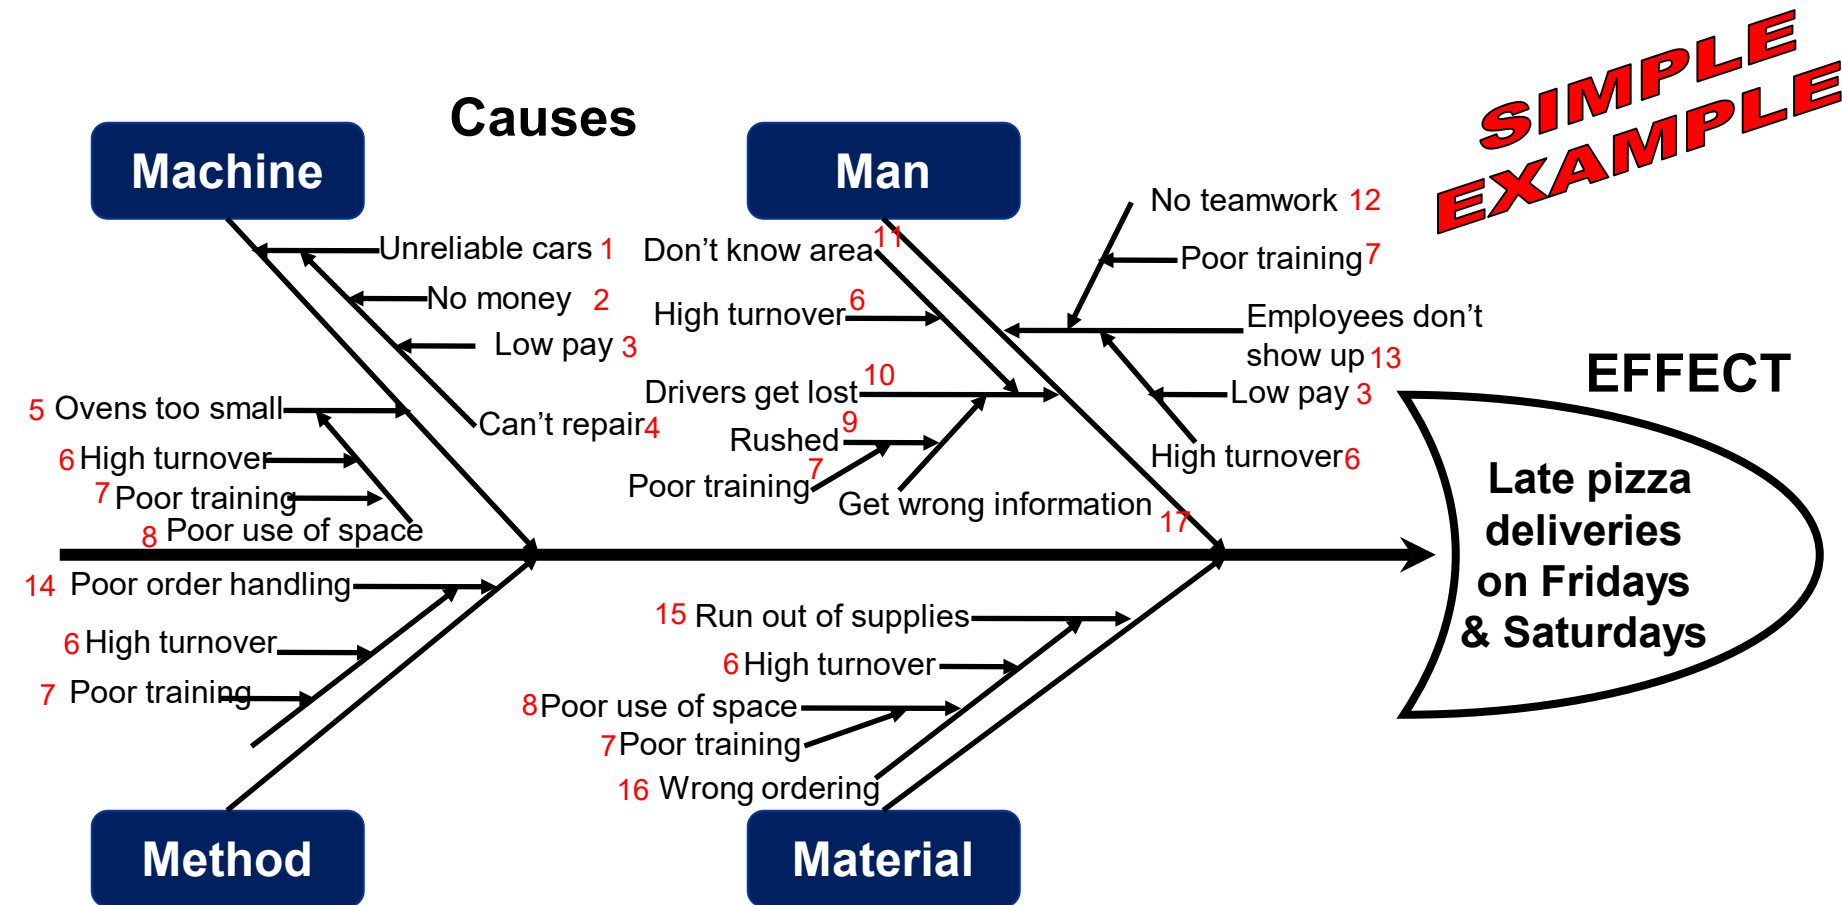 SIMPLE
EXAMPLE
Causes
Machine
Man
Unreliable cars 1
No money 2
Low pay 3
Can't repair 4
5 Ovens too small
6 High turnover
7 Poor training
8 Poor use of space
Don't know area 11
High turnover 6
Drivers get lost 10
Rushed 9
Poor training 7
Get wrong information 17
No teamwork 12
Poor training 7
Employees don't
show up 13
Low pay 3
High turnover 6
EFFECT
Late pizza
deliveries
on Fridays
& Saturdays
14 Poor order handling
6 High turnover
7 Poor training
15 Run out of supplies
6 High turnover
8 Poor use of space
7 Poor training
16 Wrong ordering
Method
Material